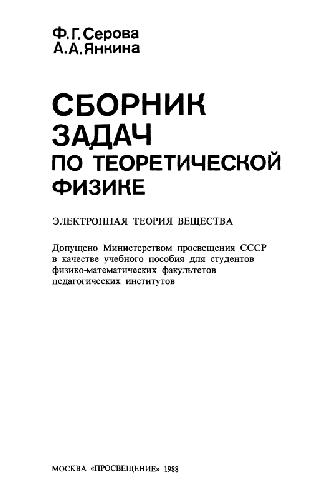 Ф.Г.Серова
А.А.Янкина
СБОРНИК
ЗАДАЧ
ПО ТЕОРЕТИЧЕСКОЙ
ФИЗИКЕ
ЭЛЕКТРОННАЯ ТЕОРИЯ ВЕЩЕСТВА
Допущено Министерством просвещения СССР
в качестве учебного пособия для студентов
физико-математических факультетов
педагогических институтов
МОСКВА «ПРОСВЕЩЕНИЕ» 1988